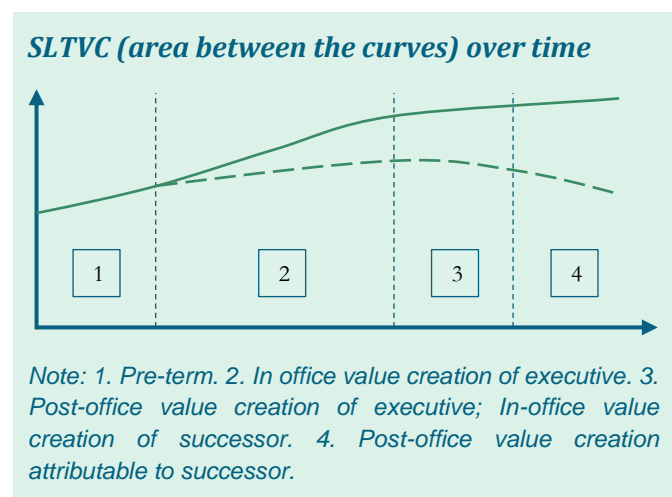 SLTVC (area between the curves) over time
1
2
3
4
Note: 1. Pre-term. 2. In office value creation of executive. 3.
Post-office value creation of executive; In-office value
creation of successor. 4. Post-office value creation
attributable to successor.